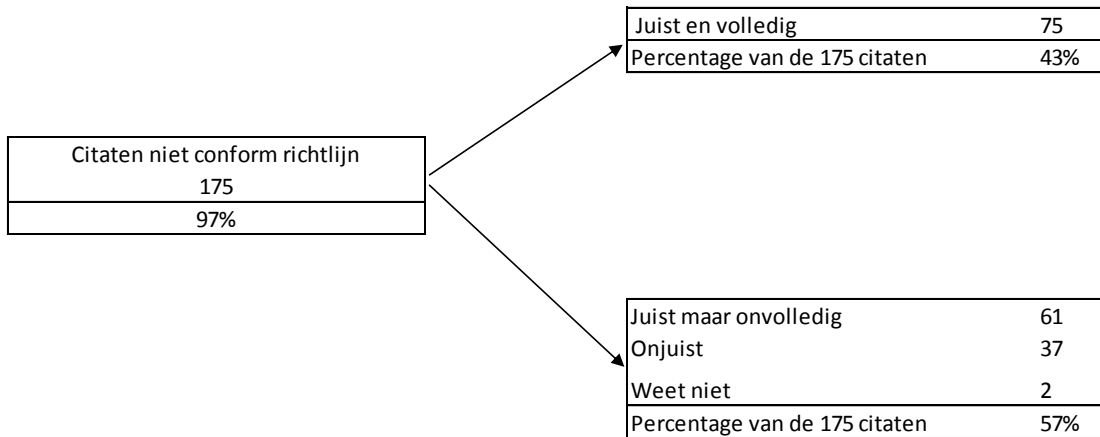 Juist en volledig 75
Percentage van de 175 citaten 43%
Citaten niet conform richtlijn
175
97%
Juist maar onvolledig 61
Onjuist 37
Weet niet 2
Percentage van de 175 citaten 57%